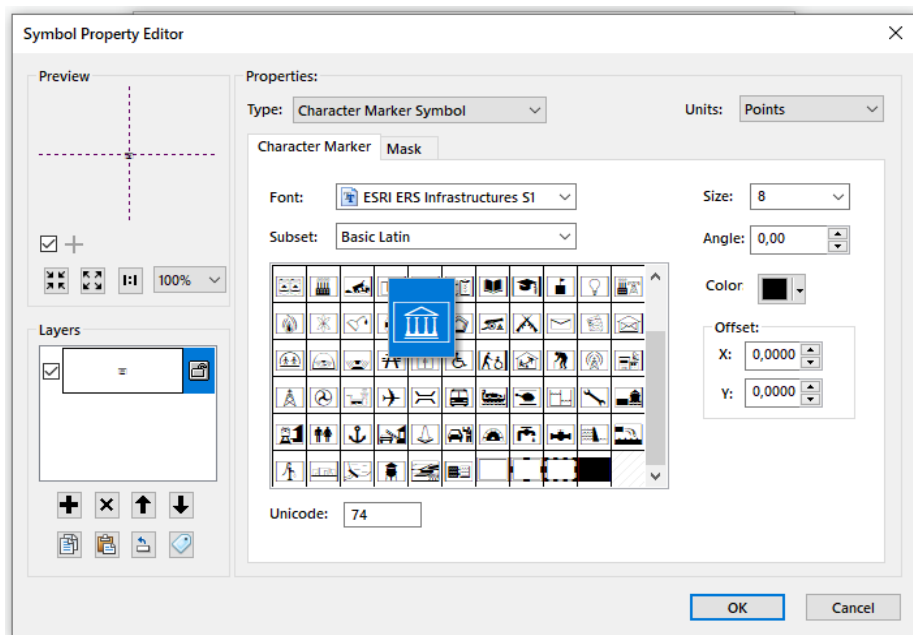 Symbol Property Editor
Preview
100%
Layers
Properties:
Type: Character Marker Symbol
Units: Points
Character Marker Mask
Font: ESRI ERS Infrastructures S1
Subset: Basic Latin
Unicode: 74
Size: 8
Angle: 0,00
Color
Offset:
X: 0,0000
Y: 0,0000
OK Cancel